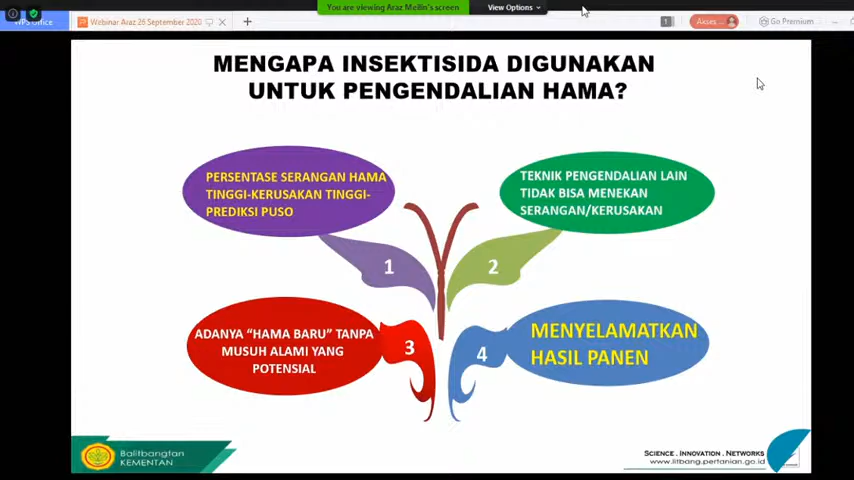 You are viewing Araz Meilin's screen
View Options
WPS Office
Webinar Araz 26 September 2020
1
Akses
Go Premium
MENGAPA INSEKTISIDA DIGUNAKAN
UNTUK PENGENDALIAN HAMA?
PERSENTASE SERANGAN HAMA
TINGGI-KERUSAKAN TINGGI-
PREDIKSI PUSO
TEKNIK PENGENDALIAN LAIN
TIDAK BISA MENEKAN
SERANGAN/KERUSAKAN
1
2
ADANYA “HAMA BARU” TANPA
MUSUH ALAMI YANG
POTENSIAL
3
4
MENYELAMATKAN
HASIL PANEN
Balitbangtan
KEMENTAN
SCIENCE . INNOVATION . NETWORKS
www.litbang.pertanian.go.id